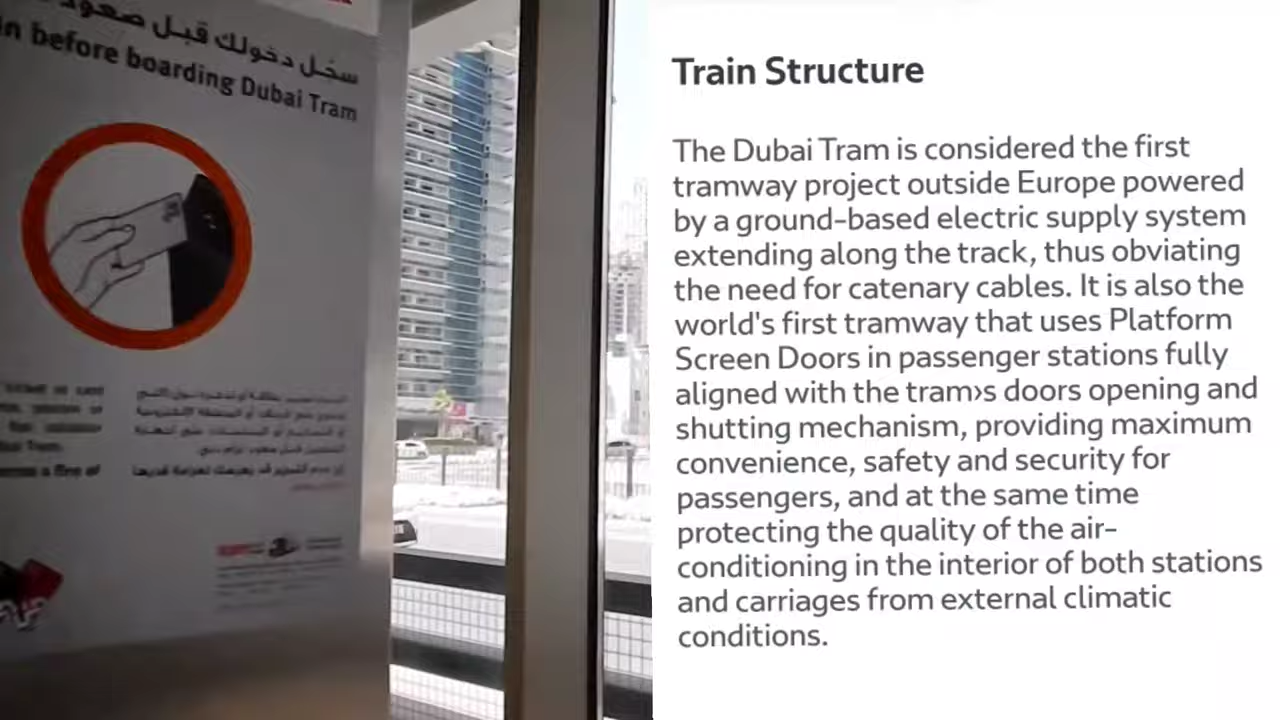 سجّل دخولك قبل صعود
in before boarding Dubai Tram
Train Structure
The Dubai Tram is considered the first
tramway project outside Europe powered
by a ground-based electric supply system
extending along the track, thus obviating
the need for catenary cables. It is also the
world's first tramway that uses Platform
Screen Doors in passenger stations fully
aligned with the tram›s doors opening and
shutting mechanism, providing maximum
convenience, safety and security for
passengers, and at the same time
protecting the quality of the air-
conditioning in the interior of both stations
and carriages from external climatic
conditions.